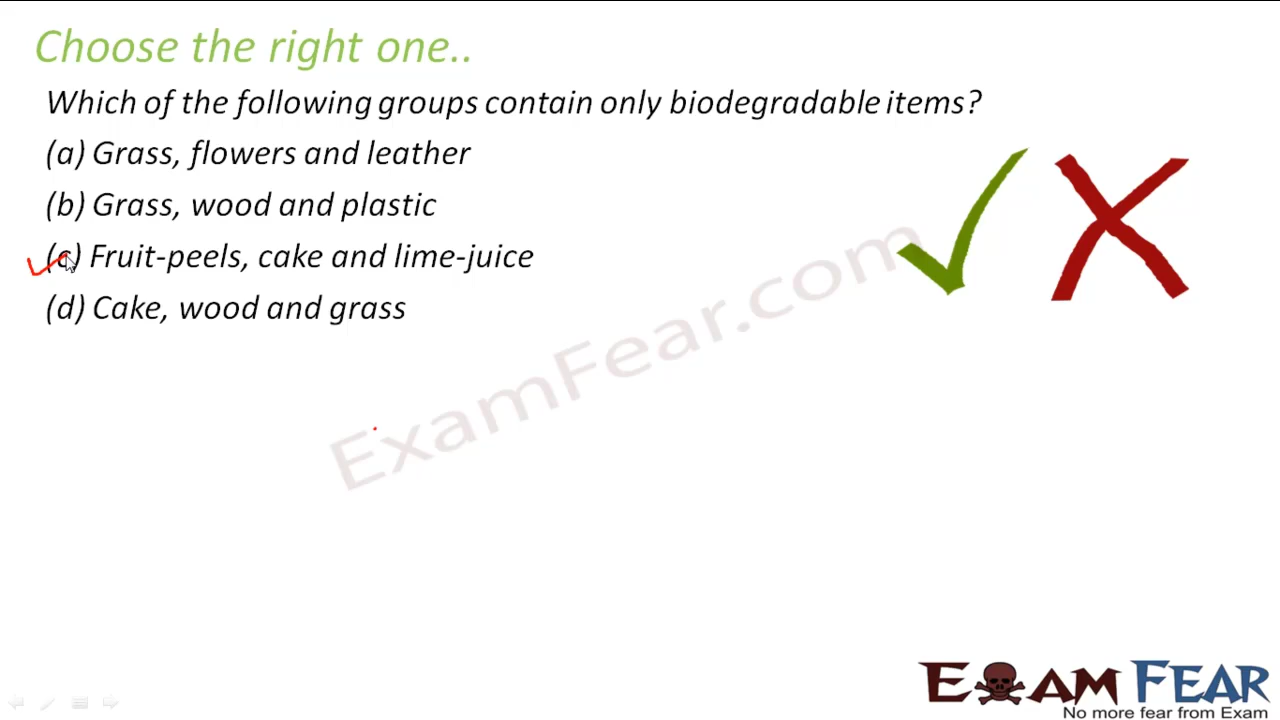 Choose the right one..
Which of the following groups contain only biodegradable items?
(a) Grass, flowers and leather
(b) Grass, wood and plastic
(c) Fruit-peels, cake and lime-juice
(d) Cake, wood and grass
ExamFear.com
EXAM FEAR
No more fear from Exam